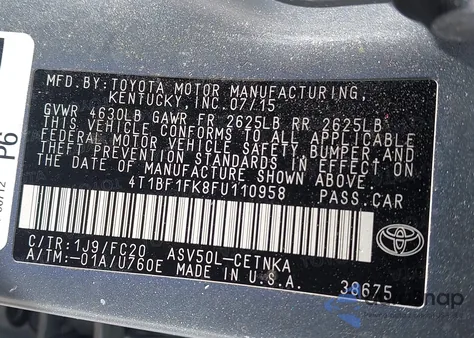 MFD.BY:TOYOTA MOTOR MANUFACTURING,
KENTUCKY, INC. 07/15
GVWR 4630LB GAWR FR 2625LB RR 2625LB
THIS VEHICLE CONFORMS TO ALL APPLICABLE
FEDERAL MOTOR VEHICLE SAFETY, BUMPER, AND
THEFT PREVENTION STANDARDS IN EFFECT ON
THE DATE OF MANUFACTURE SHOWN ABOVE.
4T1BF1FK8FU110958 PASS.CAR
C/TR:1J9/FC20 ASV50L-CETNKA
A/TM:-01A/U760E MADE IN U.S.A.
38675
TOYOTA
P6